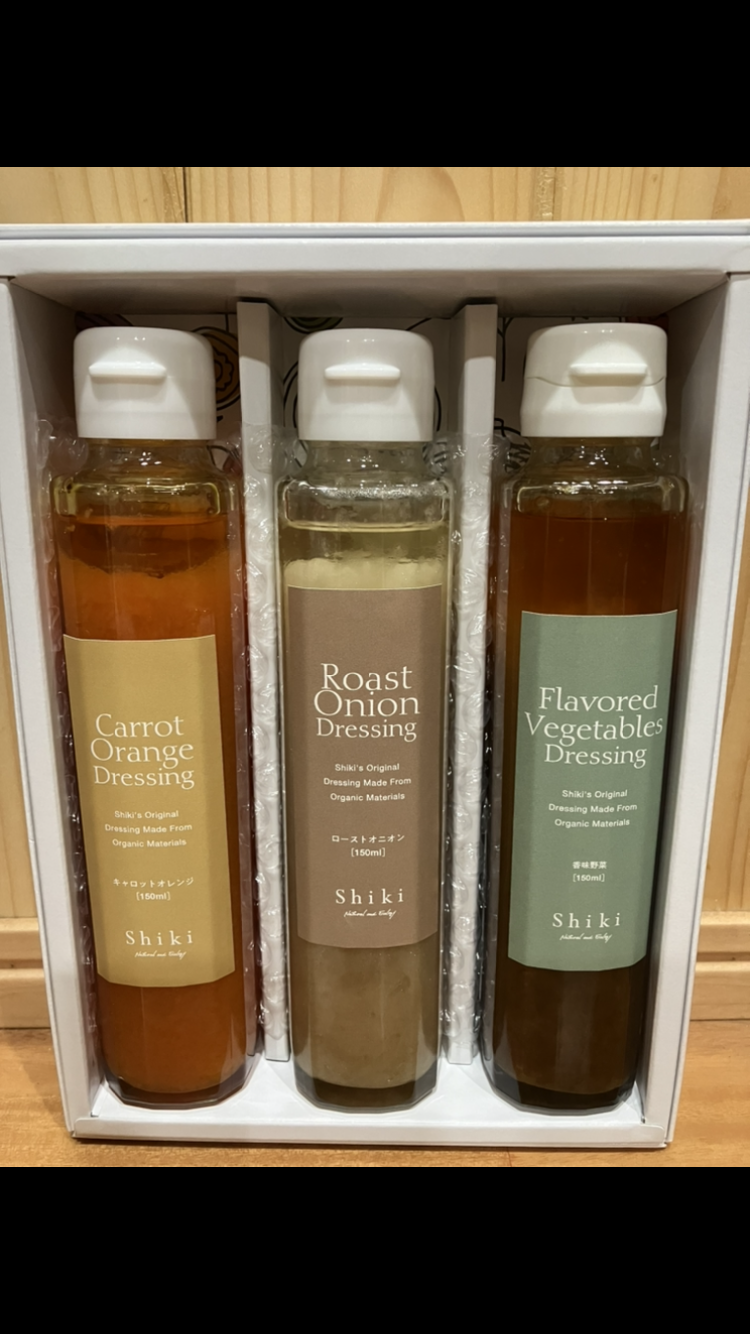 Carrot
Orange
Dressing
Shiki's Original
Dressing Made From
Organic Materials
キャロットオレンジ
[150ml]
Shiki
Roast
Onion
Dressing
Shiki's Original
Dressing Made From
Organic Materials
ローストオニオン
[150ml]
Shiki
Flavored
Vegetables
Dressing
Shiki's Original
Dressing Made From
Organic Materials
香味野菜
[150ml]
Shiki